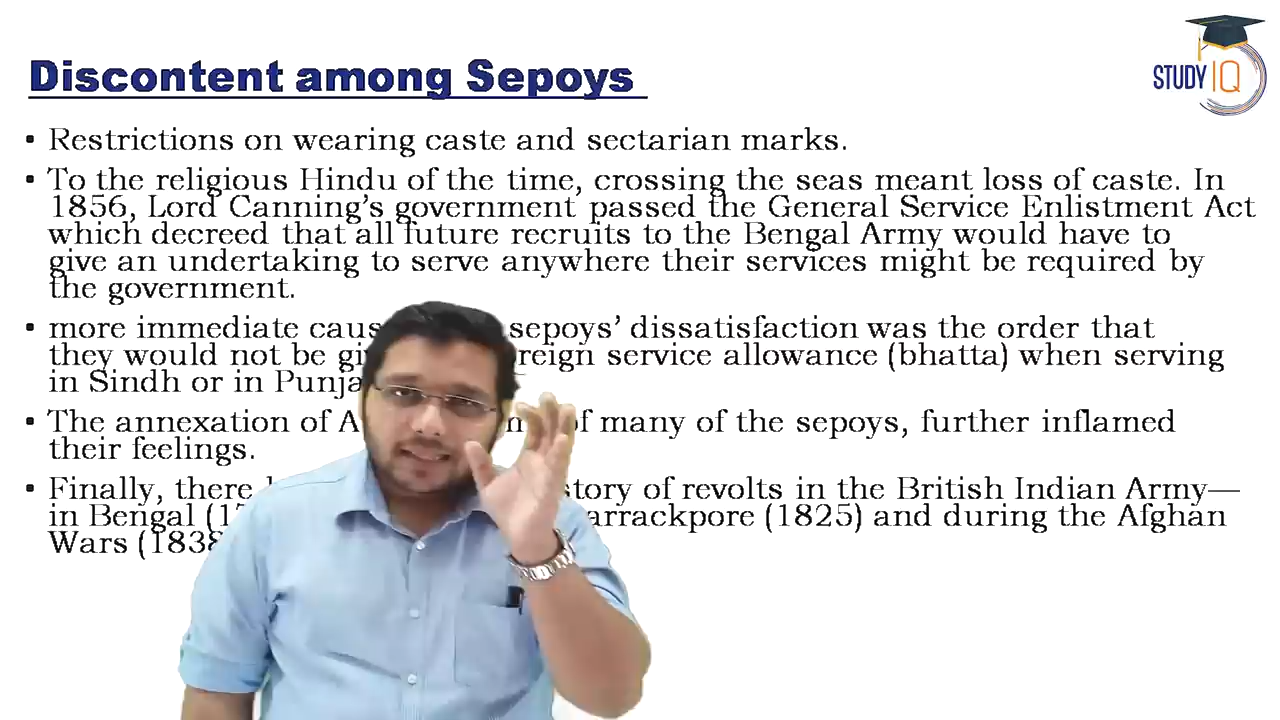 Discontent among Sepoys
STUDY IQ
• Restrictions on wearing caste and sectarian marks.
• To the religious Hindu of the time, crossing the seas meant loss of caste. In
1856, Lord Canning's government passed the General Service Enlistment Act
which decreed that all future recruits to the Bengal Army would have to
give an undertaking to serve anywhere their services might be required by
the government.
• more immediate sepoys' dissatisfaction was the order that
they would not be service allowance (bhatta) when serving
in Sindh or in
• The annexation of of many of the sepoys, further inflamed
their feelings.
• Finally, there of revolts in the British Indian Army—
in Bengal (1825) and during the Afghan
Wars